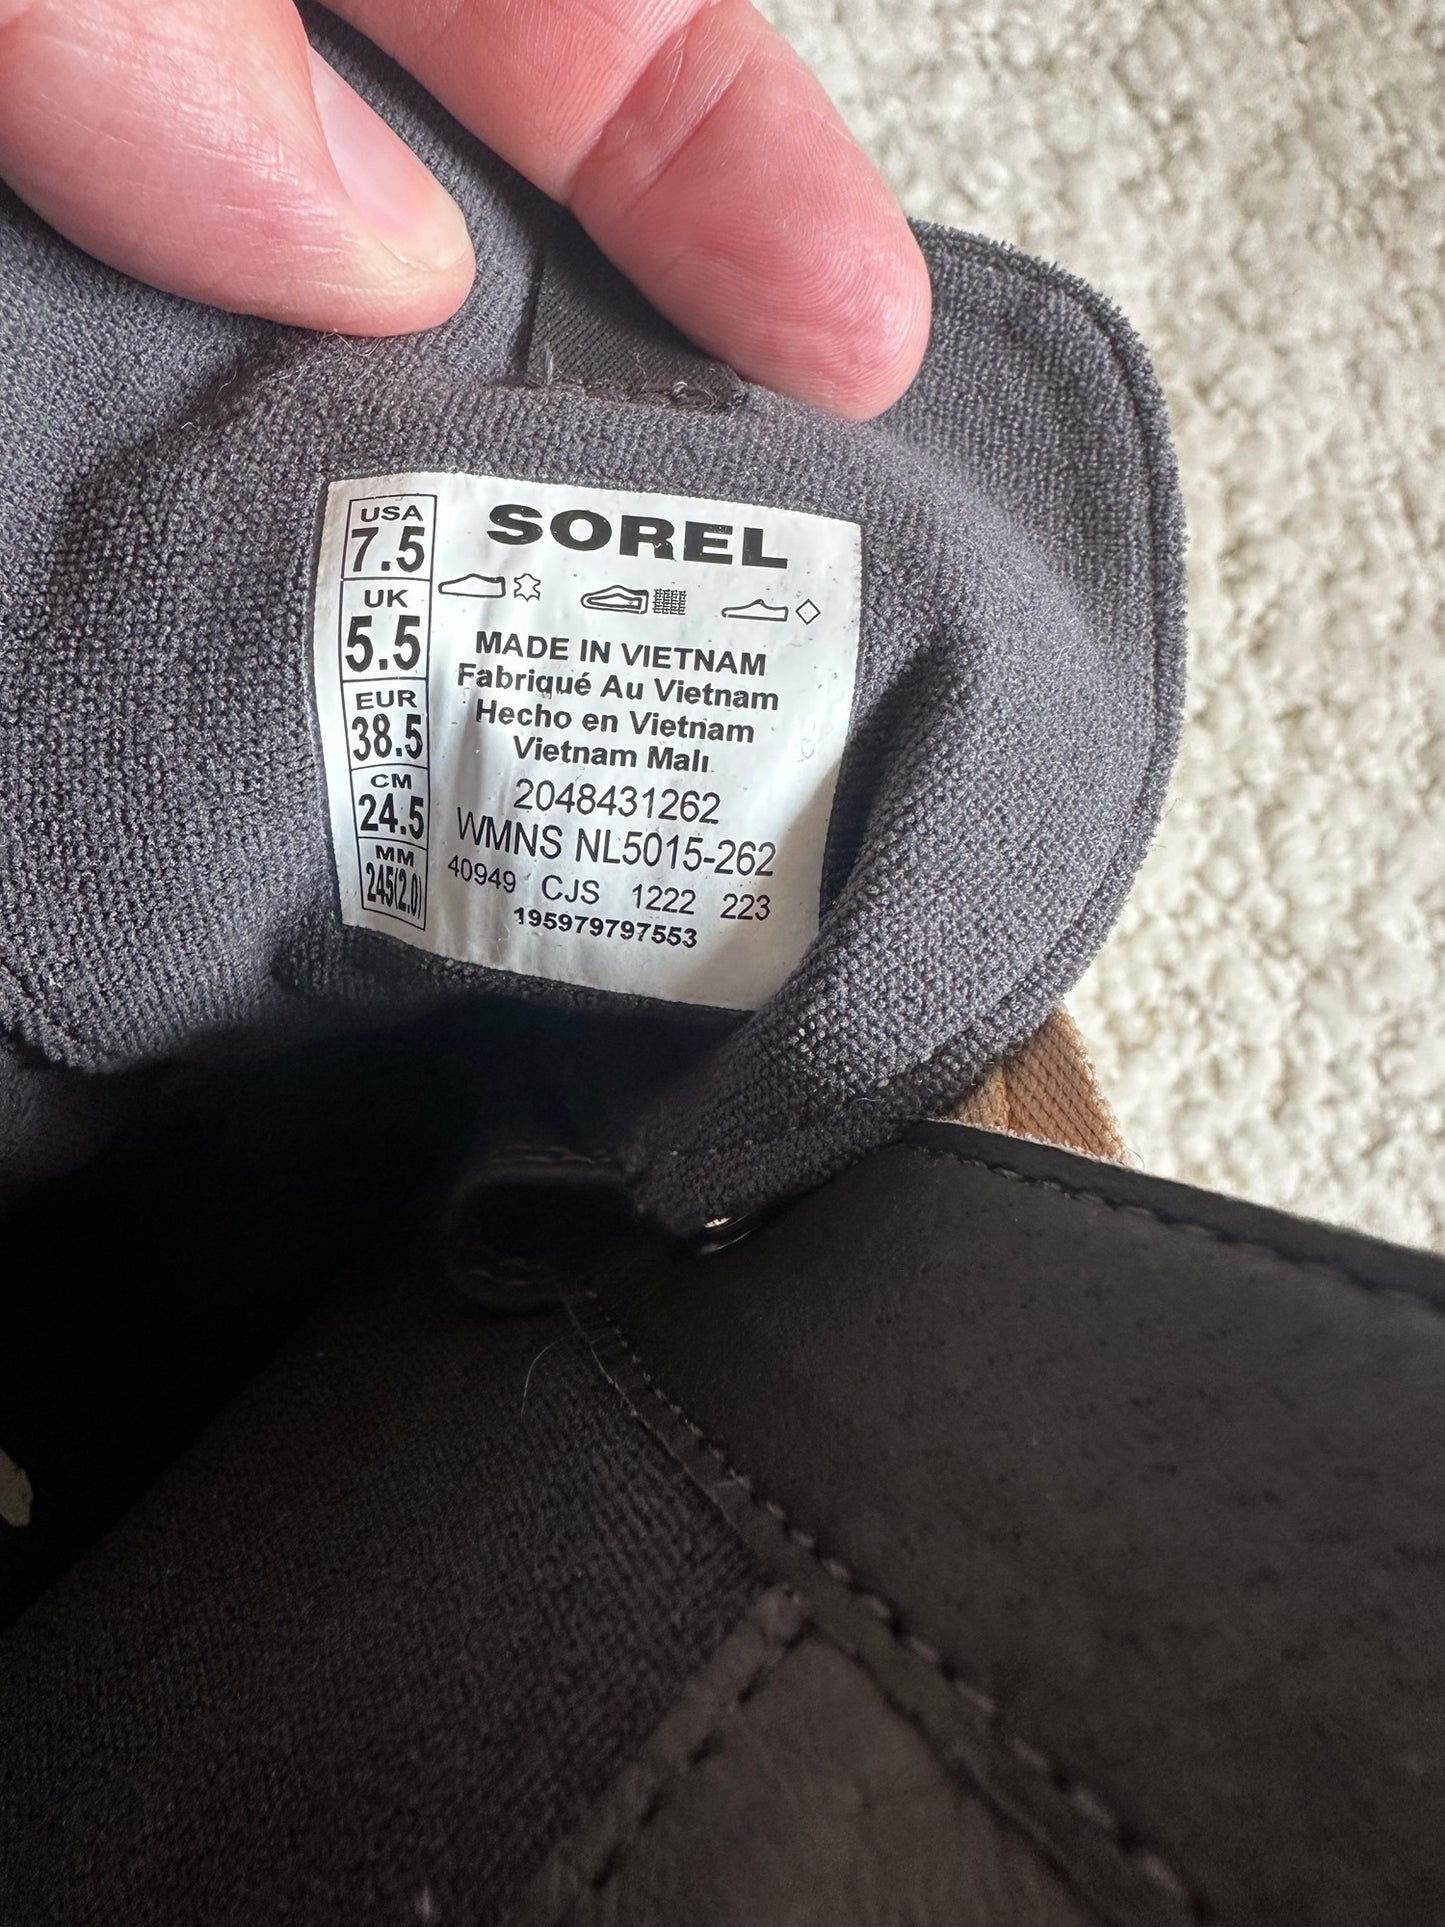 USA
7.5
UK
5.5
EUR
38.5
CM
24.5
MM
245(2.0)
SOREL
MADE IN VIETNAM
Fabriqué Au Vietnam
Hecho en Vietnam
Vietnam Malı
2048431262
WMNS NL5015-262
40949 CJS 1222 223
195979797553